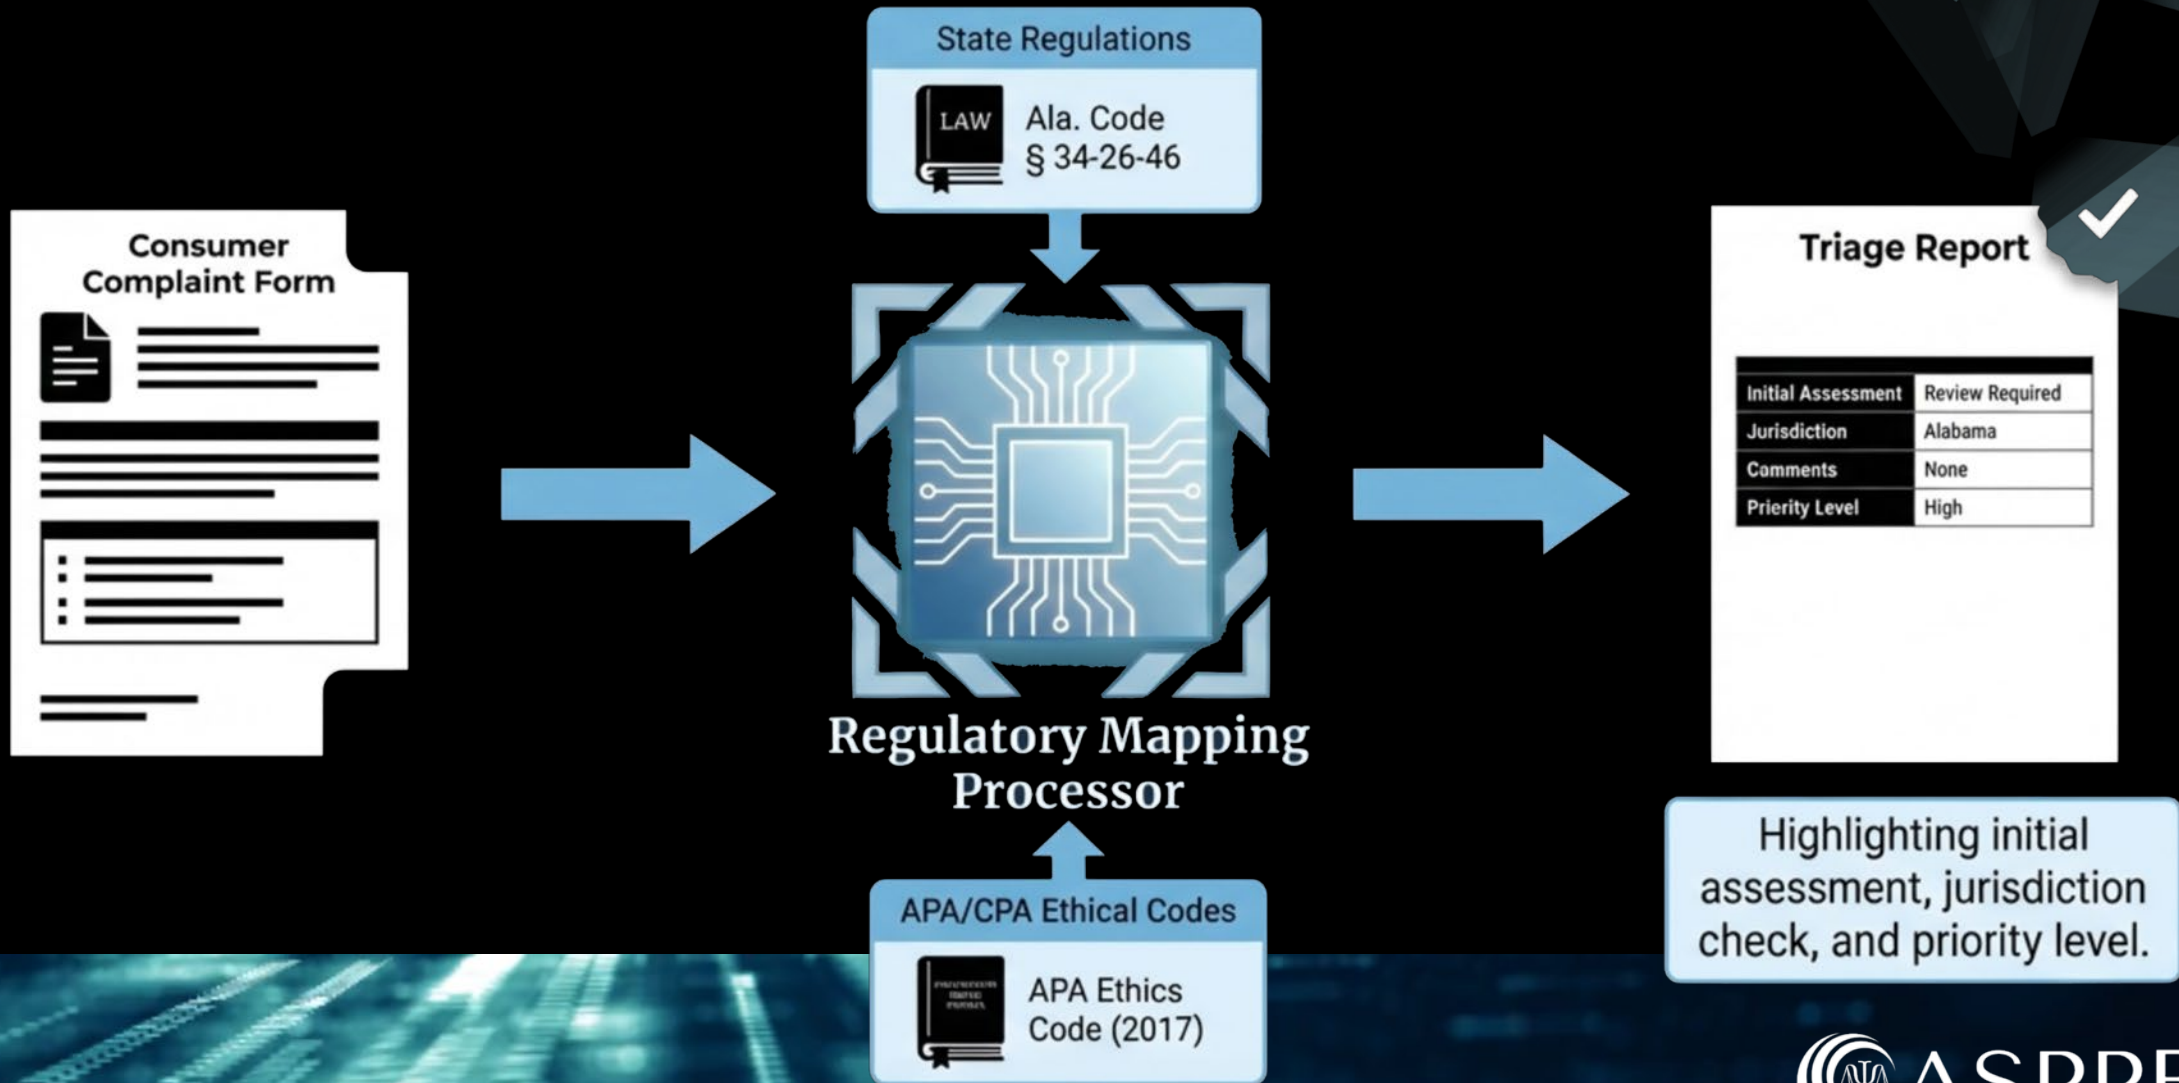 State Regulations
LAW
Ala. Code
§ 34-26-46
Consumer
Complaint Form
Triage Report
Initial Assessment Review Required
Jurisdiction Alabama
Comments None
Prierity Level High
Regulatory Mapping
Processor
Highlighting initial
assessment, jurisdiction
check, and priority level.
APA/CPA Ethical Codes
APA Ethics
Code (2017)